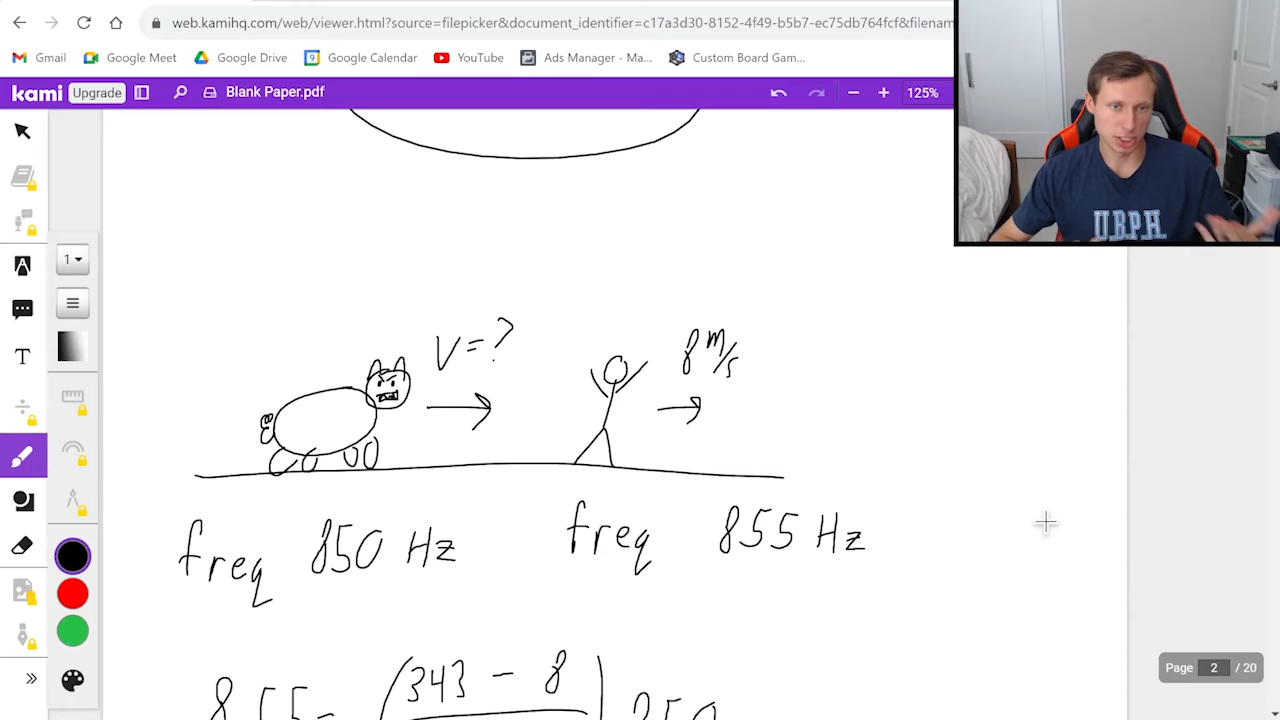 web.kamihq.com/web/viewer.html?source=filepicker&document_identifier=c17a3d30-8152-4f49-b5b7-ec75db764fcf&filenam
Gmail Google Meet Google Drive Google Calendar YouTube Ads Manager - Ma... Custom Board Gam...
kami Upgrade Blank Paper.pdf 125%
U.B.P.H.
1
T
V = ?
8 m/s
freq 850 Hz freq 855 Hz
855 = (343 - 8) 850
Page 2 / 20